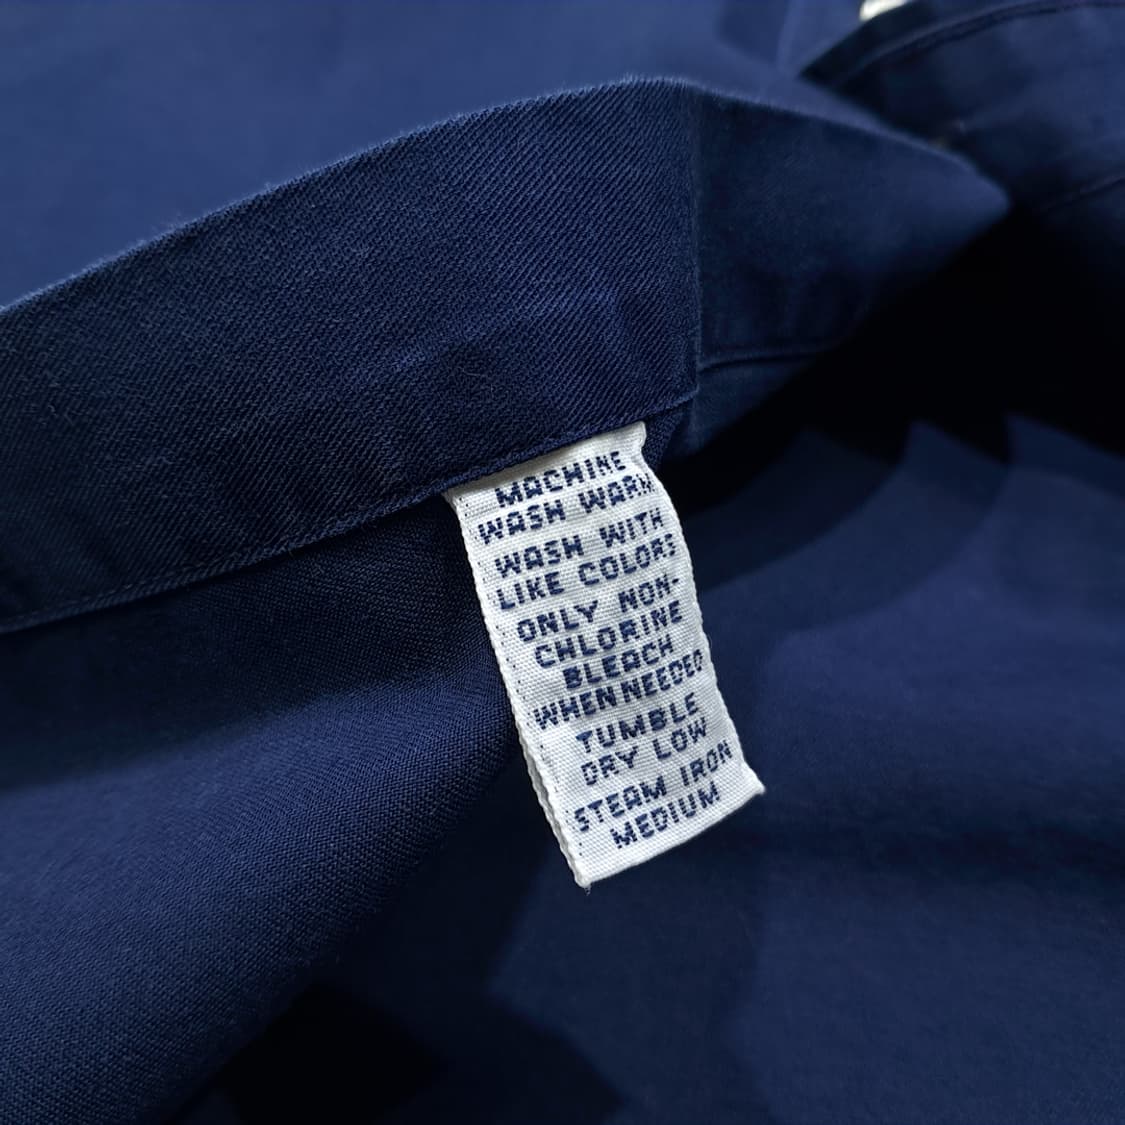 MACHINE
WASH WARM
WASH WITH
LIKE COLORS
ONLY NON-
CHLORINE
BLEACH
WHEN NEEDED
TUMBLE
DRY LOW
STEAM IRON
MEDIUM